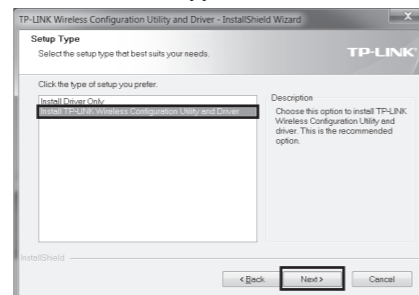 TP-LINK Wireless Configuration Utility and Driver - InstallShield Wizard
Setup Type
Select the setup type that best suits your needs.
TP-LINK
Click the type of setup you prefer.
Install Driver Only
Install TP-LINK Wireless Configuration Utility and Driver
Description
Choose this option to install TP-LINK
Wireless Configuration Utility and
driver. This is the recommended
option.
InstallShield
< Back
Next >
Cancel